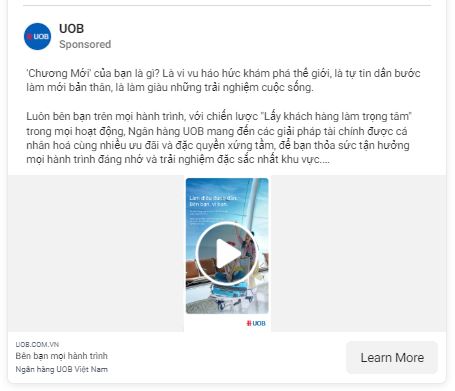 UOB
Sponsored
'Chương Mới' của bạn là gì? Là vi vu háo hức khám phá thế giới, là tự tin dấn bước
làm mới bản thân, là làm giàu những trải nghiệm cuộc sống.
Luôn bên bạn trên mọi hành trình, với chiến lược "Lấy khách hàng làm trọng tâm"
trong mọi hoạt động, Ngân hàng UOB mang đến các giải pháp tài chính được cá
nhân hoá cùng nhiều ưu đãi và đặc quyền xứng tầm, để bạn thỏa sức tận hưởng
mọi hành trình đáng nhớ và trải nghiệm đặc sắc nhất khu vực....
Làm điều đúng đắn.
Bên bạn, vì bạn.
UOB
UOB.COM.VN
Bên bạn mọi hành trình
Ngân hàng UOB Việt Nam
Learn More